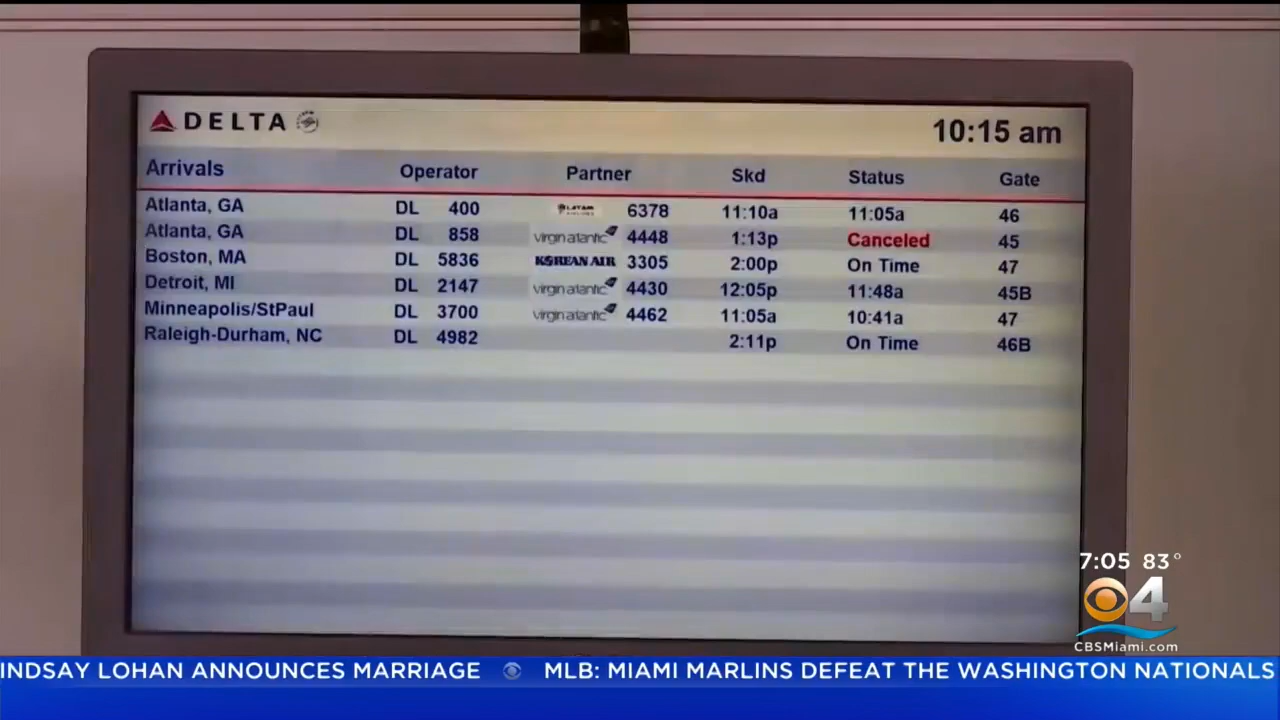 DELTA
10:15 am
Arrivals Operator Partner Skd Status Gate
Atlanta, GA DL 400 LATAM AIRLINES 6378 11:10a 11:05a 46
Atlanta, GA DL 858 virgin atlantic 4448 1:13p Canceled 45
Boston, MA DL 5836 KOREAN AIR 3305 2:00p On Time 47
Detroit, MI DL 2147 virgin atlantic 4430 12:05p 11:48a 45B
Minneapolis/StPaul DL 3700 virgin atlantic 4462 11:05a 10:41a 47
Raleigh-Durham, NC DL 4982 2:11p On Time 46B
7:05 83°
4
CBSMiami.com
INDSAY LOHAN ANNOUNCES MARRIAGE MLB: MIAMI MARLINS DEFEAT THE WASHINGTON NATIONALS